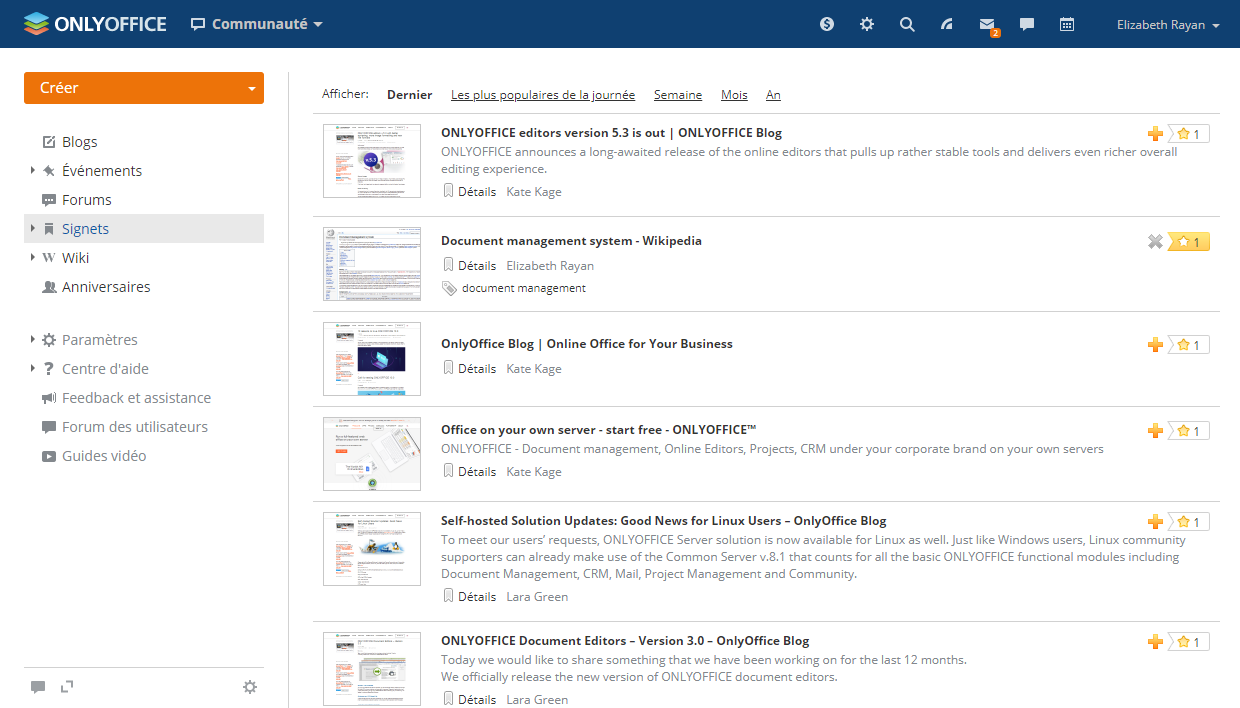 ONLYOFFICE
Communauté
2
Elizabeth Rayan
Créer
Blogs
Événements
Forums
Signets
Wiki
Anniversaires
Paramètres
Centre d'aide
Feedback et assistance
Forum des utilisateurs
Guides vidéo
Afficher: Dernier Les plus populaires de la journée Semaine Mois An
ONLYOFFICE editors version 5.3 is out | ONLYOFFICE Blog
1
ONLYOFFICE announces a long-awaited release of the online editors that pulls up rather stable tools and delivers even richer overall
editing experience.
Détails Kate Kage
Document management system - Wikipedia
1
Détails Elizabeth Rayan
document management
OnlyOffice Blog | Online Office for Your Business
1
Détails Kate Kage
Office on your own server - start free - ONLYOFFICE™
1
ONLYOFFICE - Document management, Online Editors, Projects, CRM under your corporate brand on your own servers
Détails Kate Kage
Self-hosted Solution Updates: Good News for Linux Users – OnlyOffice Blog
1
To meet our users’ requests, ONLYOFFICE Server solution is now available for Linux as well. Just like Windows users, Linux community
supporters can already make use of the Common Server v.8.1 that counts for all the basic ONLYOFFICE functional modules including
Document Management, CRM, Mail, Project Management and Community.
Détails Lara Green
ONLYOFFICE Document Editors – Version 3.0 – OnlyOffice Blog
1
Today we would like to share something that we have been working on for the last 12 months.
We officially release the new version of ONLYOFFICE document editors.
Détails Lara Green